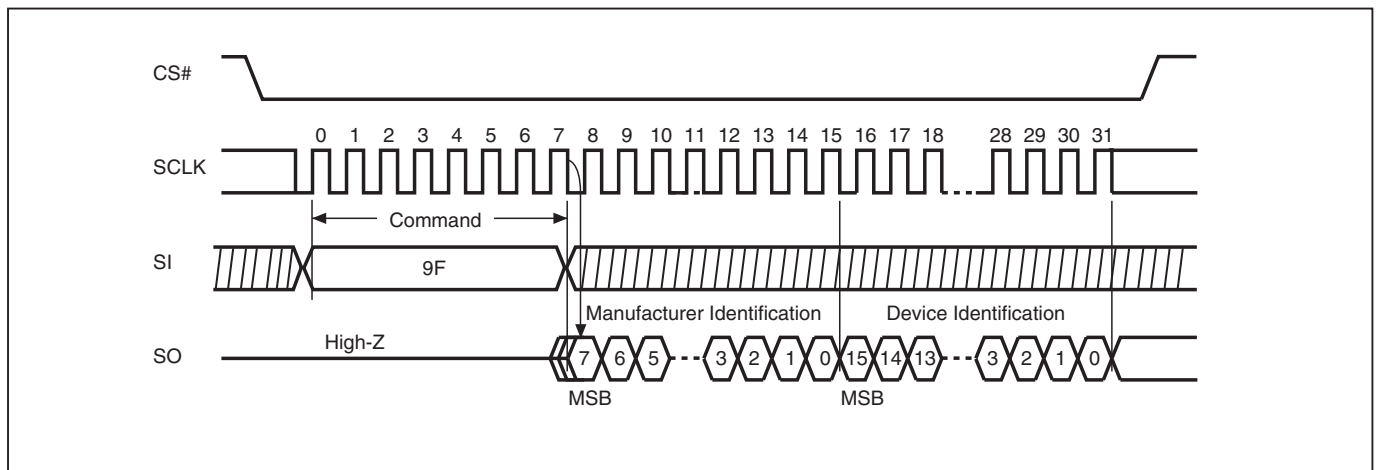 CS#
0 1 2 3 4 5 6 7 8 9 10 11 12 13 14 15 16 17 18 28 29 30 31
SCLK
Command
SI
9F
Manufacturer Identification Device Identification
High-Z
SO
7 6 5 3 2 1 0 15 14 13 3 2 1 0
MSB MSB